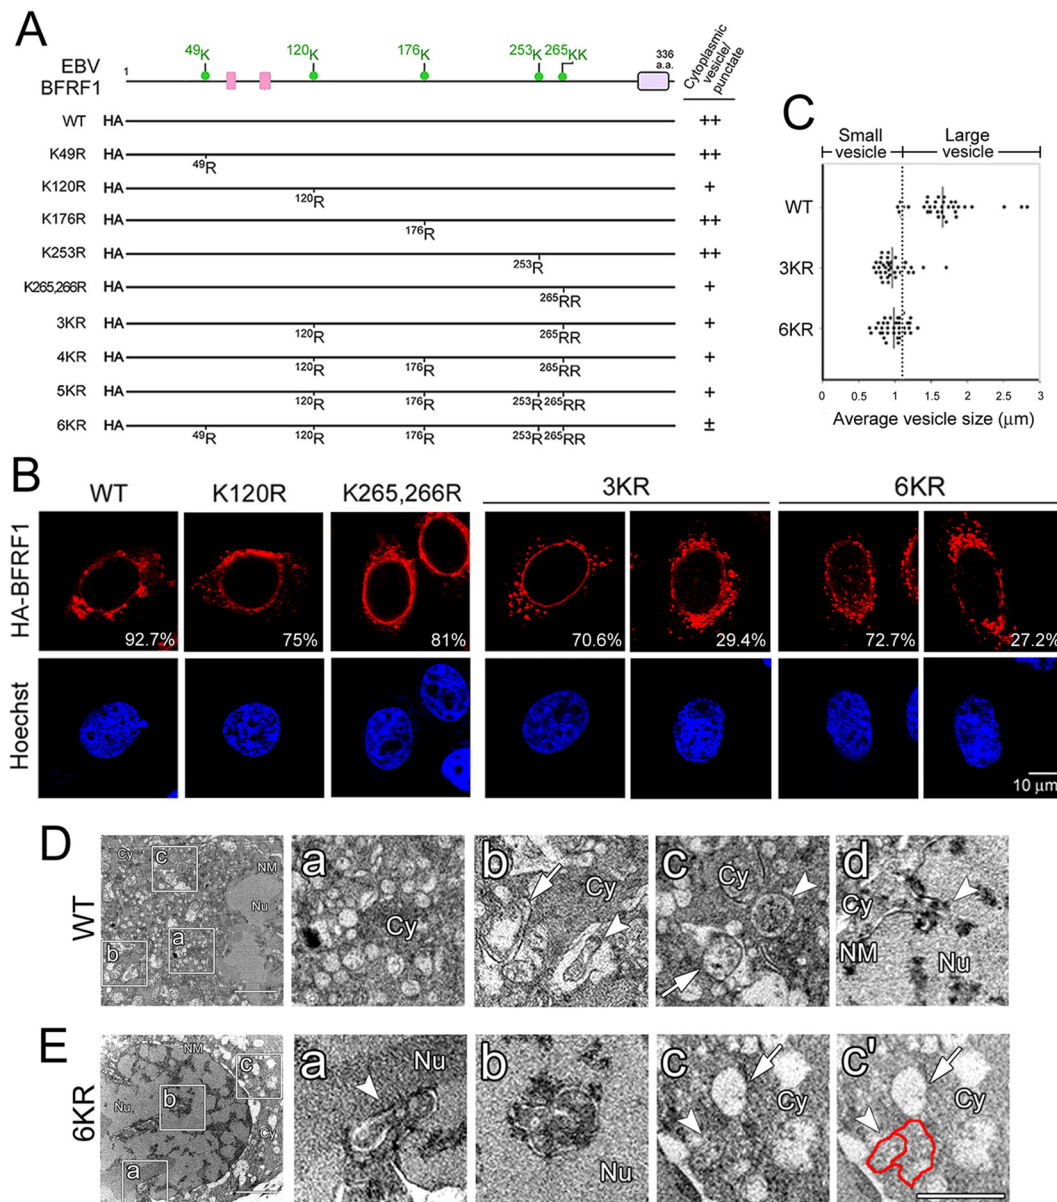 A
49K 120K 176K 253K 265KK
EBV BFRF1
1
336 a.a.
Cytoplasmic vesicle/ punctate
WT HA ++
K49R HA ++
49R
K120R HA +
120R
K176R HA ++
176R
K253R HA ++
253R
K265,266R HA +
265RR
3KR HA +
120R 265RR
4KR HA +
120R 176R 265RR
5KR HA +
120R 176R 253R 265RR
6KR HA ±
49R 120R 176R 253R 265RR
C
Small vesicle Large vesicle
WT
3KR
6KR
0 0.5 1 1.5 2 2.5 3
Average vesicle size (μm)
B
WT K120R K265,266R 3KR 6KR
HA-BFRF1
92.7% 75% 81% 70.6% 29.4% 72.7% 27.2%
Hoechst
10 μm
D
WT
Cy c NM Nu a b
a Cy
b Cy
c Cy
d Cy NM Nu
E
6KR
NM c Nu b Cy a
a Nu
b Nu
c Cy
c' Cy